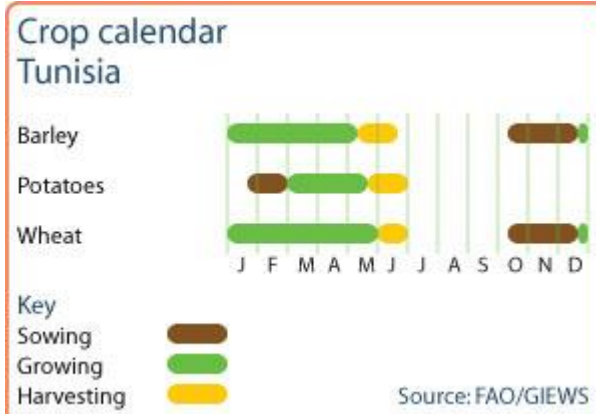 Crop calendar
Tunisia
Barley
Potatoes
Wheat
J F M A M J J A S O N D
Key
Sowing
Growing
Harvesting
Source: FAO/GIEWS